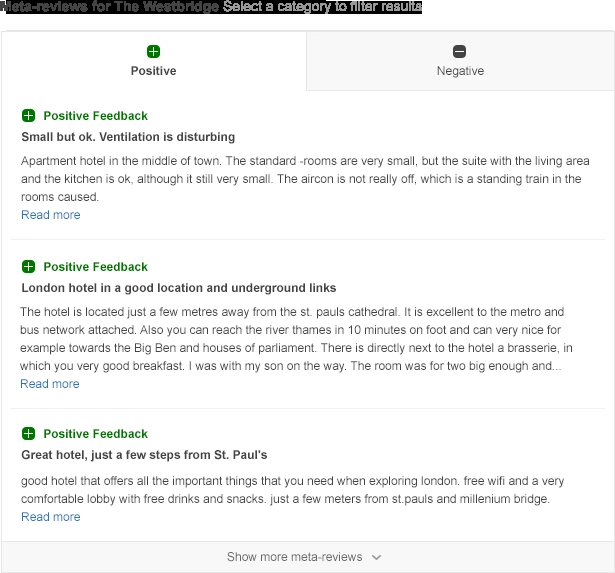 Meta-reviews for The Westbridge Select a category to filter results
Positive
Negative
Positive Feedback
Small but ok. Ventilation is disturbing
Apartment hotel in the middle of town. The standard -rooms are very small, but the suite with the living area
and the kitchen is ok, although it still very small. The aircon is not really off, which is a standing train in the
rooms caused.
Read more
Positive Feedback
London hotel in a good location and underground links
The hotel is located just a few metres away from the st. pauls cathedral. It is excellent to the metro and
bus network attached. Also you can reach the river thames in 10 minutes on foot and can very nice for
example towards the Big Ben and houses of parliament. There is directly next to the hotel a brasserie, in
which you very good breakfast. I was with my son on the way. The room was for two big enough and...
Read more
Positive Feedback
Great hotel, just a few steps from St. Paul's
good hotel that offers all the important things that you need when exploring london. free wifi and a very
comfortable lobby with free drinks and snacks. just a few meters from st.pauls and millenium bridge.
Read more
Show more meta-reviews